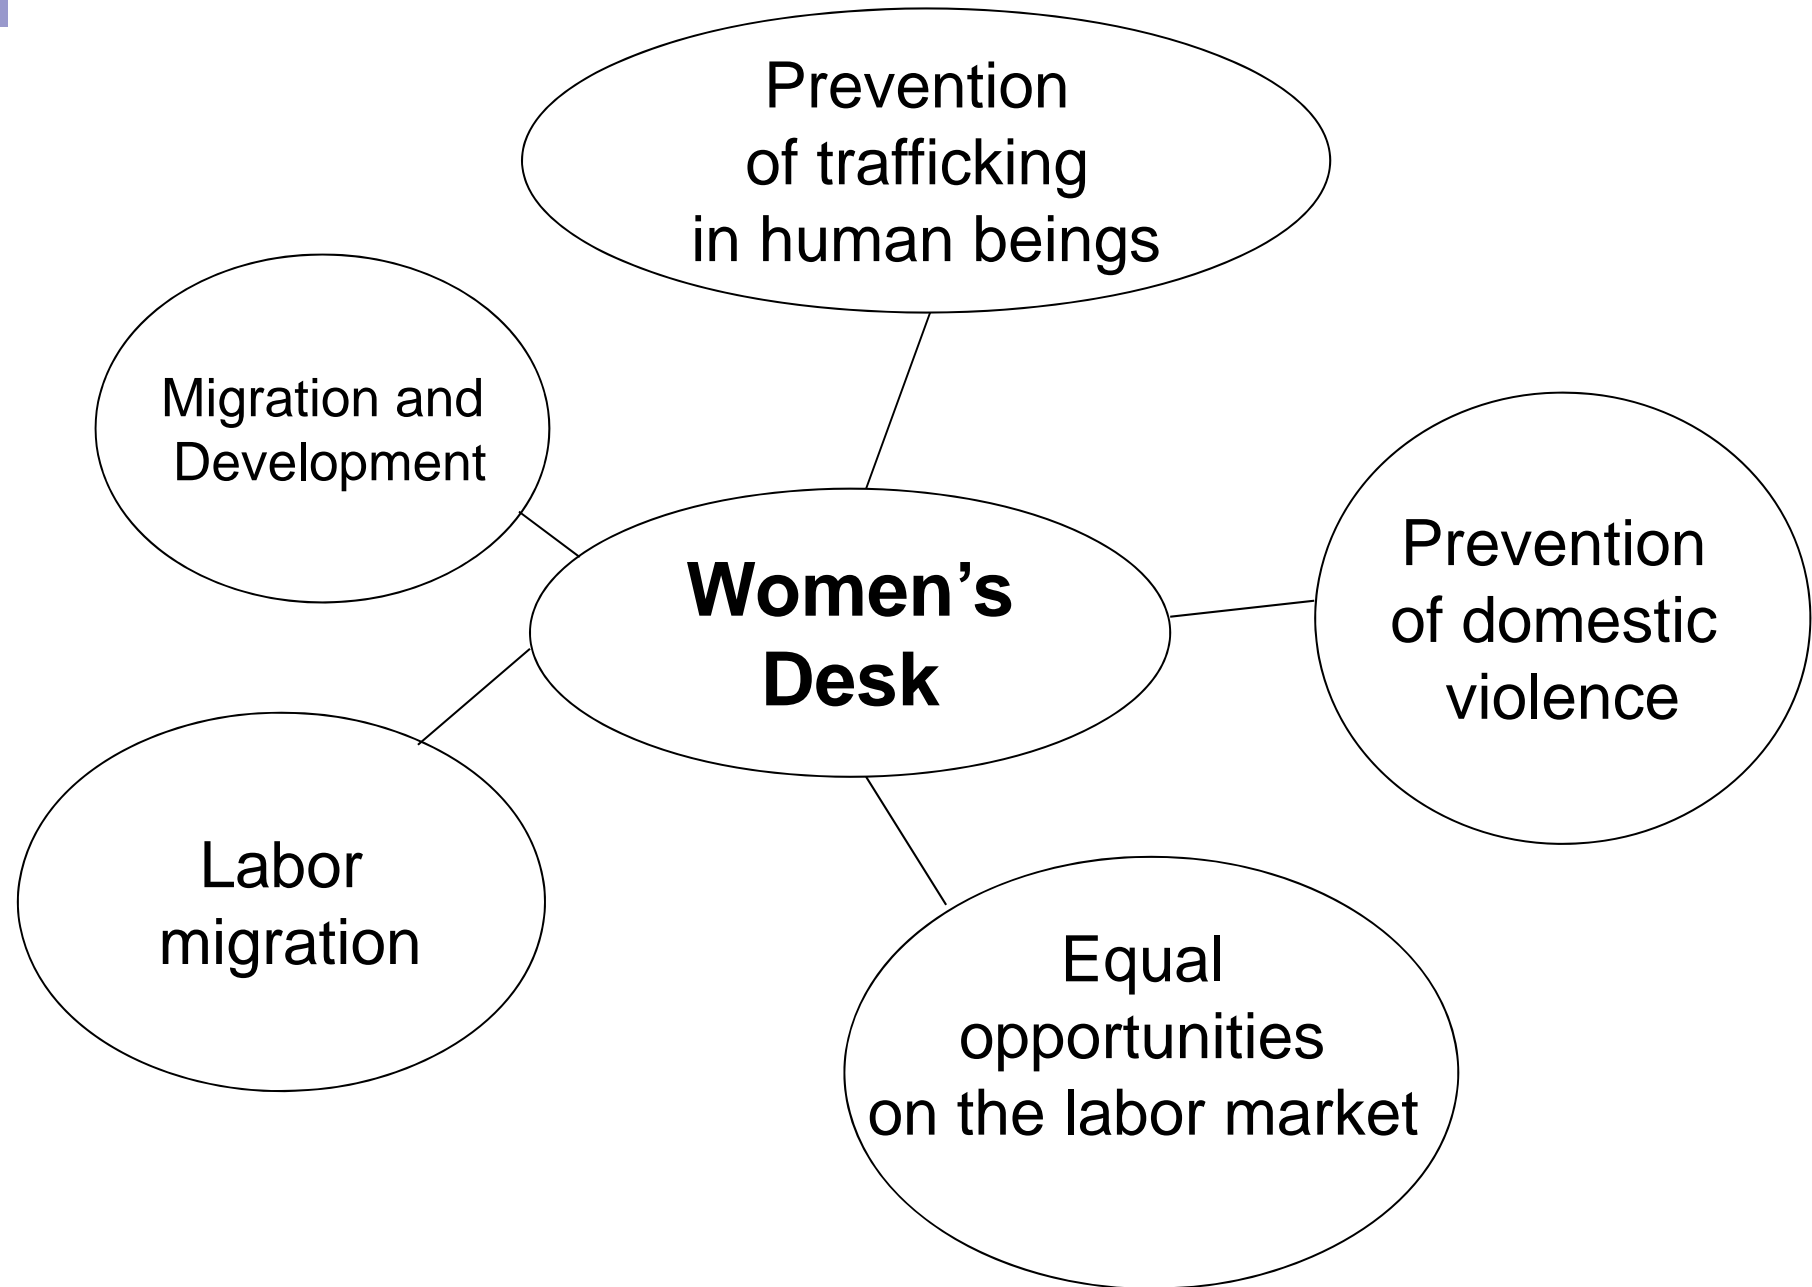 Prevention
of trafficking
in human beings
Migration and
Development
Women’s
Desk
Prevention
of domestic
violence
Labor
migration
Equal
opportunities
on the labor market